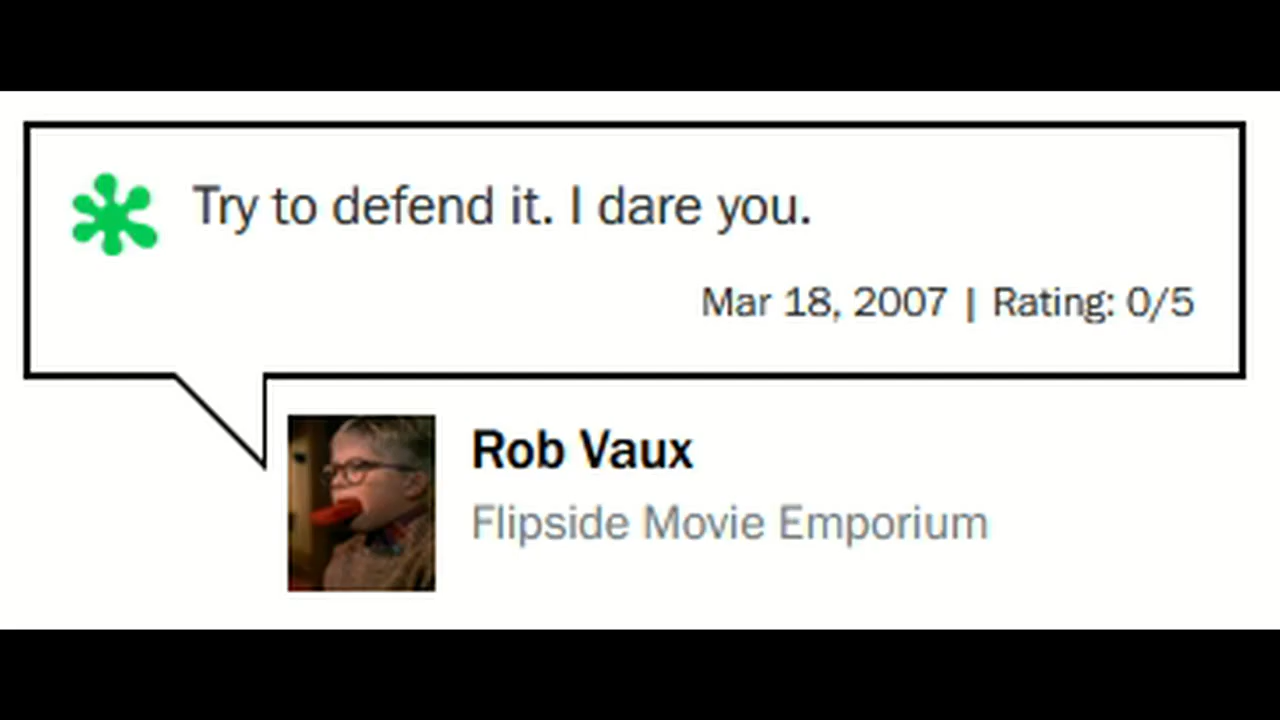 Try to defend it. I dare you.
Mar 18, 2007 | Rating: 0/5
Rob Vaux
Flipside Movie Emporium